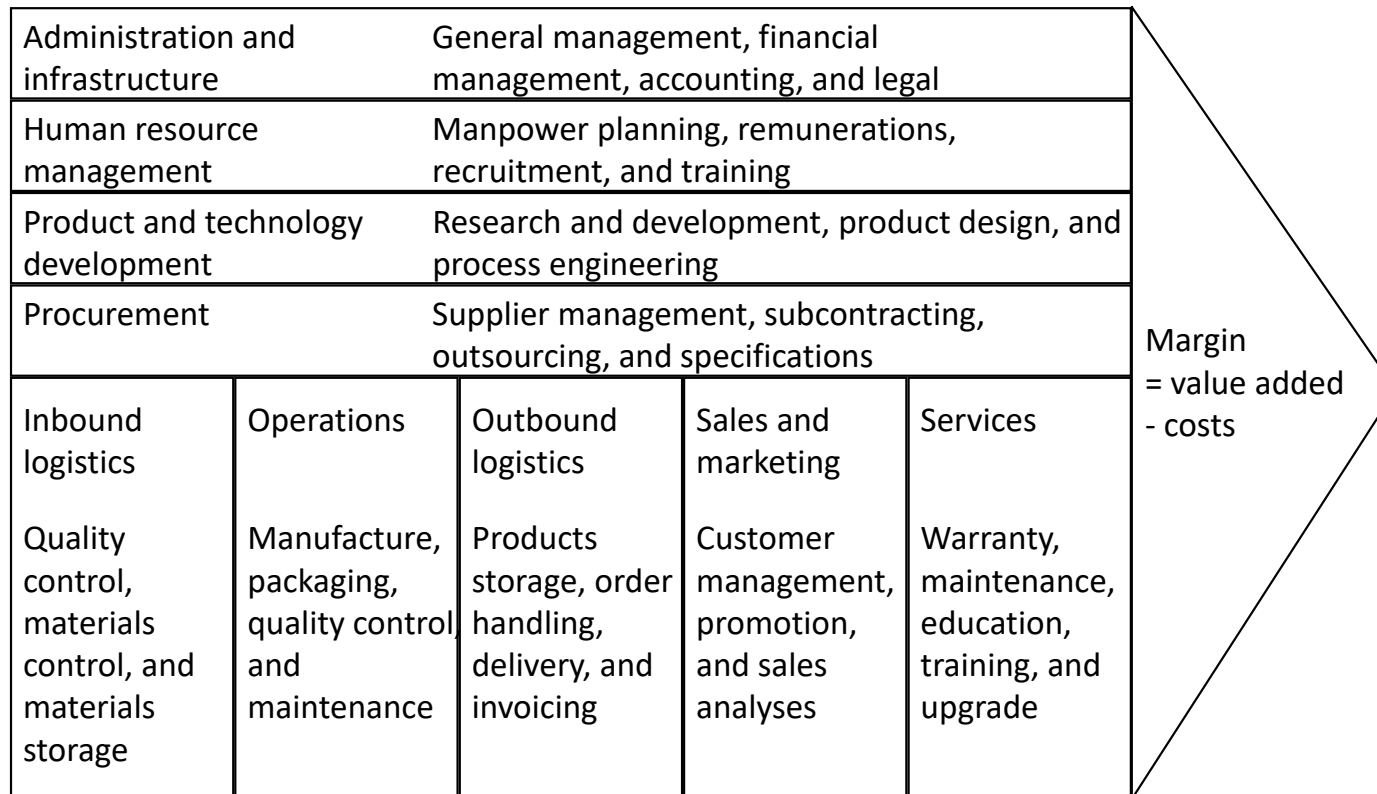 Administration and
infrastructure
General management, financial
management, accounting, and legal
Human resource
management
Manpower planning, remunerations,
recruitment, and training
Product and technology
development
Research and development, product design, and
process engineering
Procurement
Supplier management, subcontracting,
outsourcing, and specifications
Inbound
logistics
Quality
control,
materials
control, and
materials
storage
Operations
Manufacture,
packaging,
quality control,
and
maintenance
Outbound
logistics
Products
storage, order
handling,
delivery, and
invoicing
Sales and
marketing
Customer
management,
promotion,
and sales
analyses
Services
Warranty,
maintenance,
education,
training, and
upgrade
Margin
= value added
- costs